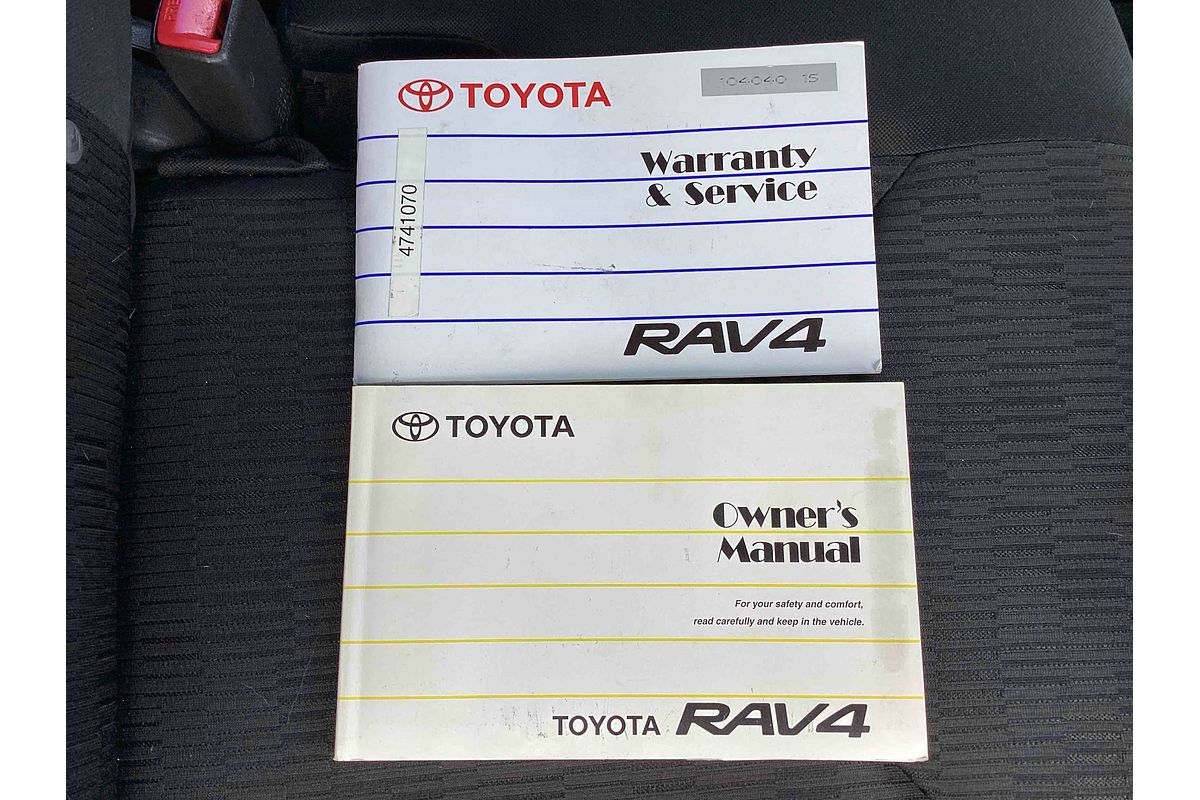 PRESS
TOYOTA
104040 15
Warranty
& Service
4741070
RAV4
TOYOTA
Owner's
Manual
For your safety and comfort,
read carefully and keep in the vehicle.
TOYOTA RAV4